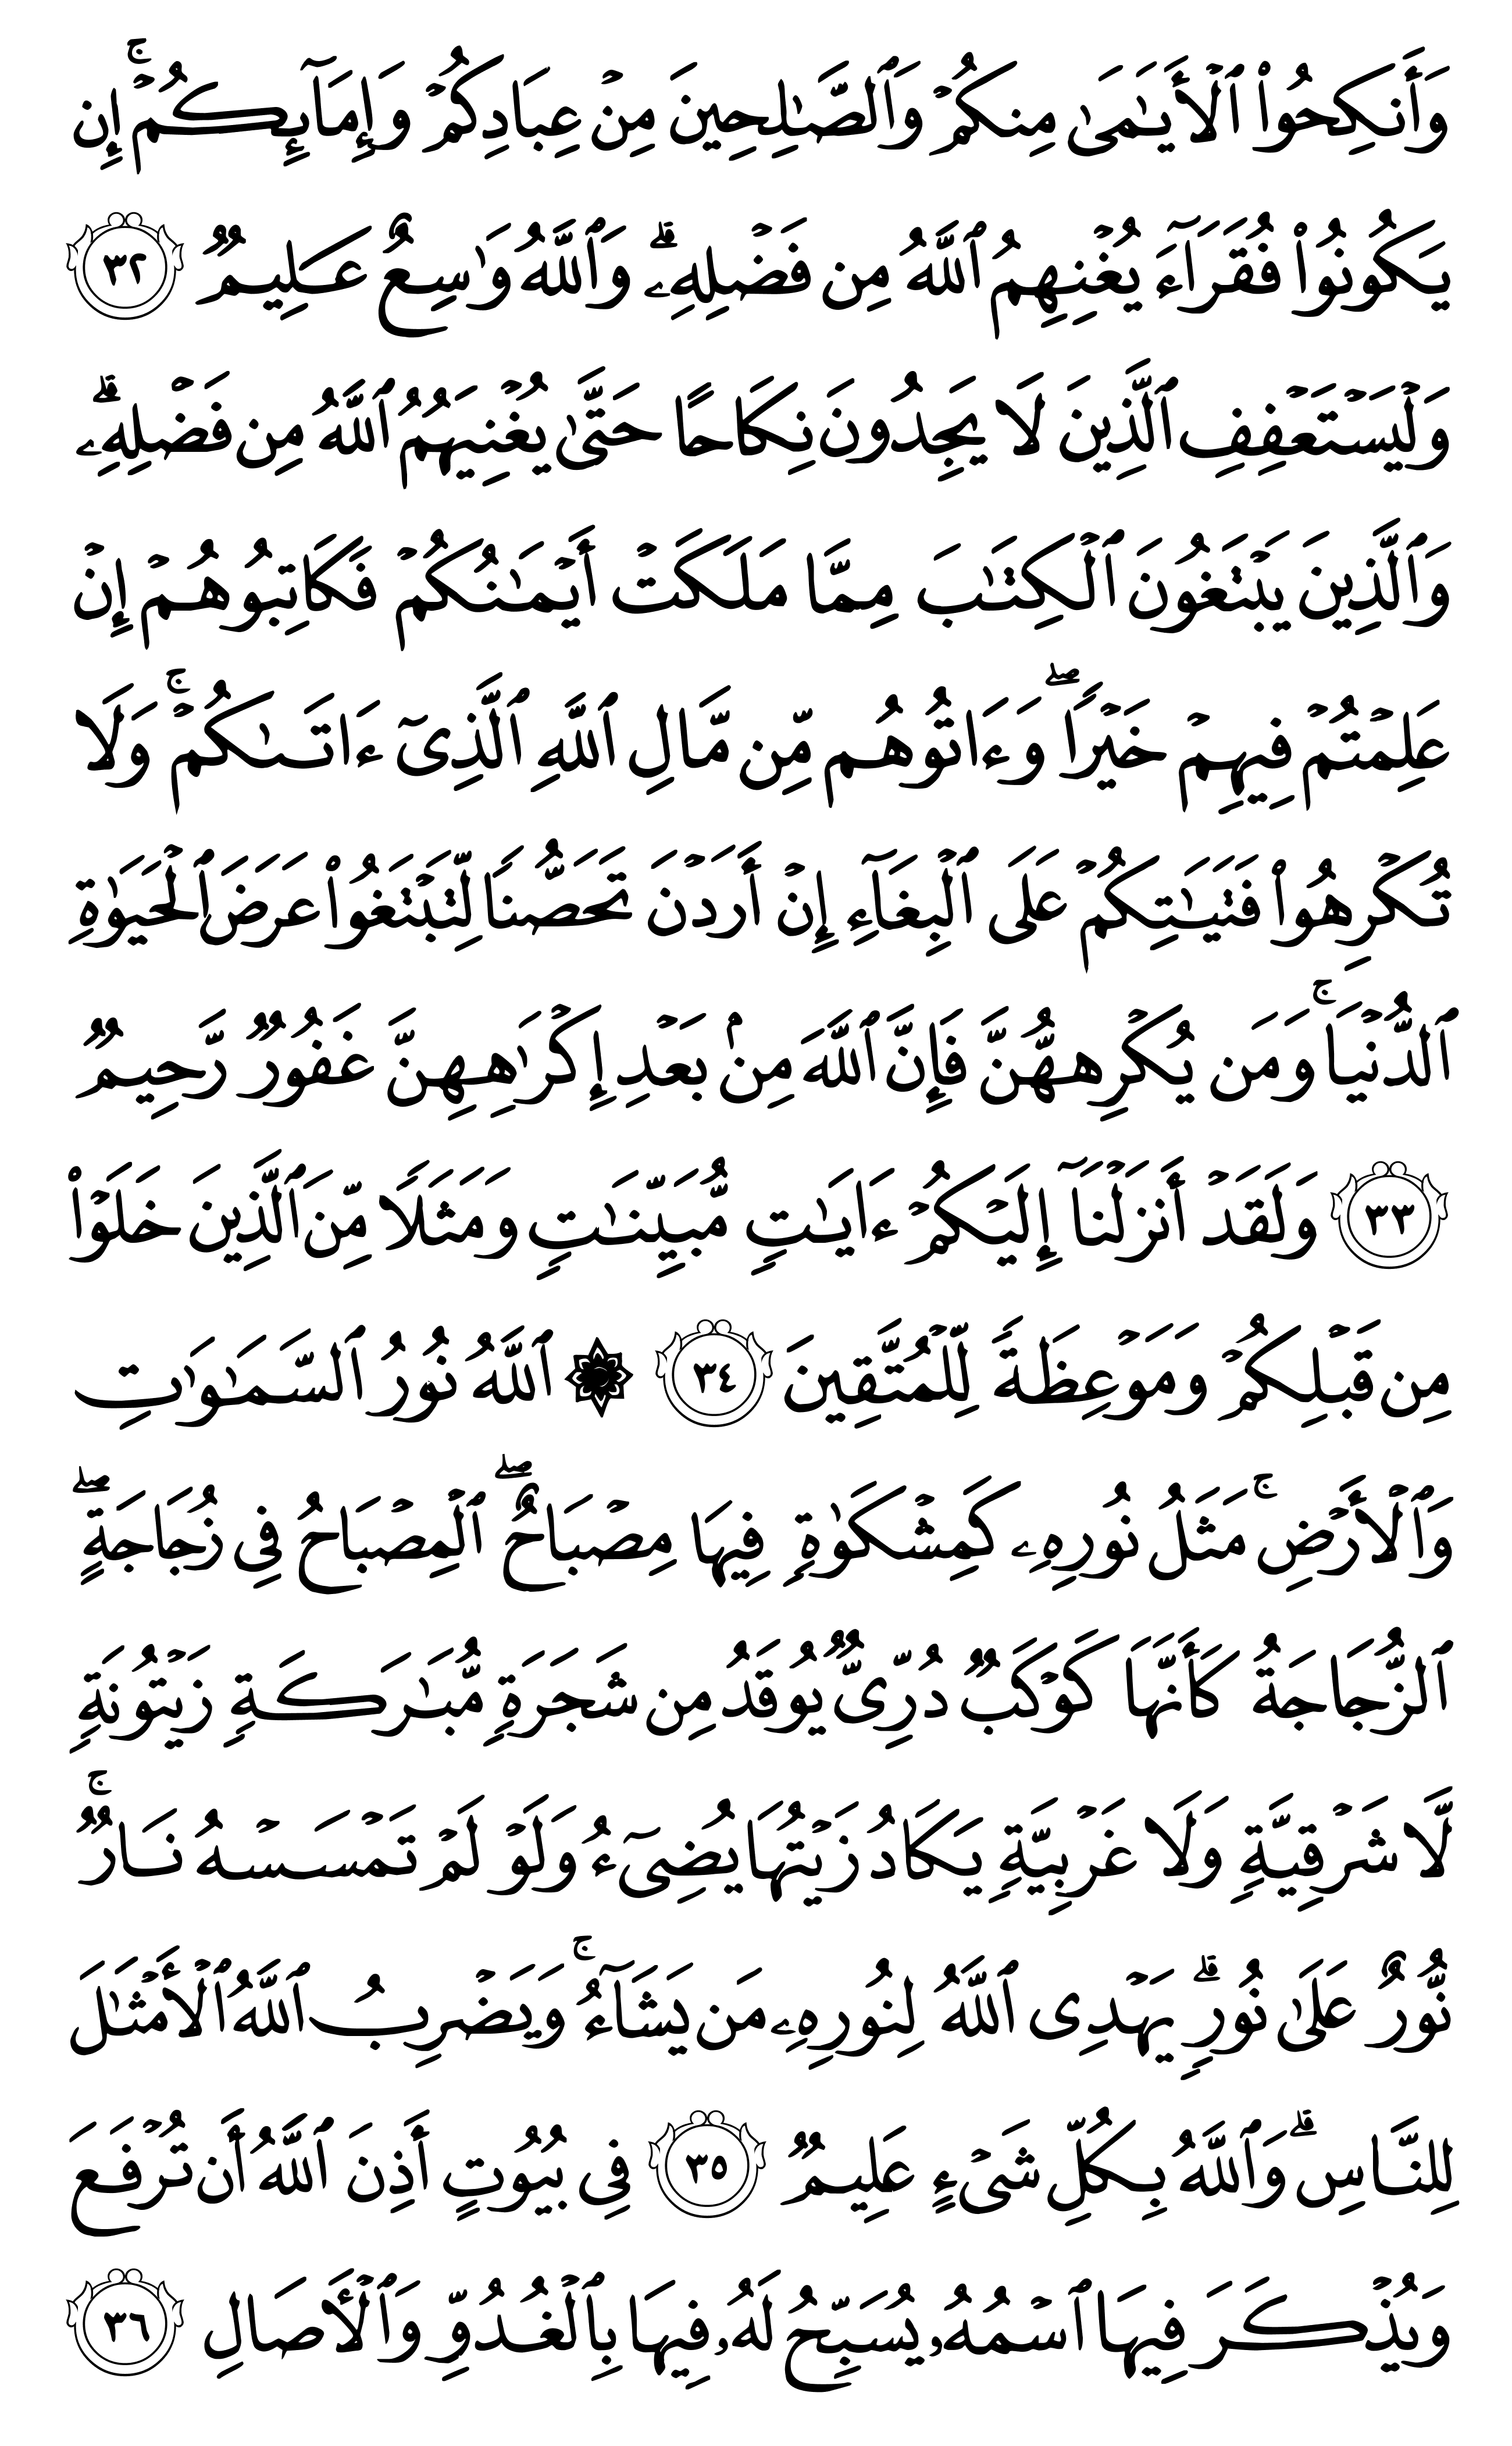 وَأَنكِحُوا۟ ٱلْأَيَـٰمَىٰ مِنكُمْ وَٱلصَّـٰلِحِينَ مِنْ عِبَادِكُمْ وَإِمَآئِكُمْ ۚ إِن
يَكُونُوا۟ فُقَرَآءَ يُغْنِهِمُ ٱللَّهُ مِن فَضْلِهِۦ ۗ وَٱللَّهُ وَٰسِعٌ عَلِيمٌ ٣٢
وَلْيَسْتَعْفِفِ ٱلَّذِينَ لَا يَجِدُونَ نِكَاحًا حَتَّىٰ يُغْنِيَهُمُ ٱللَّهُ مِن فَضْلِهِۦ ۗ
وَٱلَّذِينَ يَبْتَغُونَ ٱلْكِتَـٰبَ مِمَّا مَلَكَتْ أَيْمَـٰنُكُمْ فَكَاتِبُوهُمْ إِنْ
عَلِمْتُمْ فِيهِمْ خَيْرًا ۖ وَءَاتُوهُم مِّن مَّالِ ٱللَّهِ ٱلَّذِىٓ ءَاتَىٰكُمْ ۚ وَلَا
تُكْرِهُوا۟ فَتَيَـٰتِكُمْ عَلَى ٱلْبِغَآءِ إِنْ أَرَدْنَ تَحَصُّنًا لِّتَبْتَغُوا۟ عَرَضَ ٱلْحَيَوٰةِ
ٱلدُّنْيَا ۚ وَمَن يُكْرِههُّنَّ فَإِنَّ ٱللَّهَ مِنۢ بَعْدِ إِكْرَٰهِهِنَّ غَفُورٌ رَّحِيمٌ
٣٣ وَلَقَدْ أَنزَلْنَآ إِلَيْكُمْ ءَايَـٰتٍ مُّبَيِّنَـٰتٍ وَمَثَلًا مِّنَ ٱلَّذِينَ خَلَوْا۟
مِن قَبْلِكُمْ وَمَوْعِظَةً لِّلْمُتَّقِينَ ٣٤ ۞ ٱللَّهُ نُورُ ٱلسَّمَـٰوَٰتِ
وَٱلْأَرْضِ ۚ مَثَلُ نُورِهِۦ كَمِشْكَوٰةٍ فِيهَا مِصْبَاحٌ ۖ ٱلْمِصْبَاحُ فِى زُجَاجَةٍ ۖ
ٱلزُّجَاجَةُ كَأَنَّهَا كَوْكَبٌ دُرِّىٌّ يُوقَدُ مِن شَجَرَةٍ مُّبَـٰرَكَةٍ زَيْتُونَةٍ
لَّا شَرْقِيَّةٍ وَلَا غَرْبِيَّةٍ يَكَادُ زَيْتُهَا يُضِىٓءُ وَلَوْ لَمْ تَمْسَسْهُ نَارٌ ۚ
نُّورٌ عَلَىٰ نُورٍ ۗ يَهْدِى ٱللَّهُ لِنُورِهِۦ مَن يَشَآءُ ۚ وَيَضْرِبُ ٱللَّهُ ٱلْأَمْثَـٰلَ
لِلنَّاسِ ۗ وَٱللَّهُ بِكُلِّ شَىْءٍ عَلِيمٌ ٣٥ فِى بُيُوتٍ أَذِنَ ٱللَّهُ أَن تُرْفَعَ
وَيُذْكَرَ فِيهَا ٱسْمُهُۥ يُسَبِّحُ لَهُۥ فِيهَا بِٱلْغُدُوِّ وَٱلْـَٔاصَالِ ٣٦